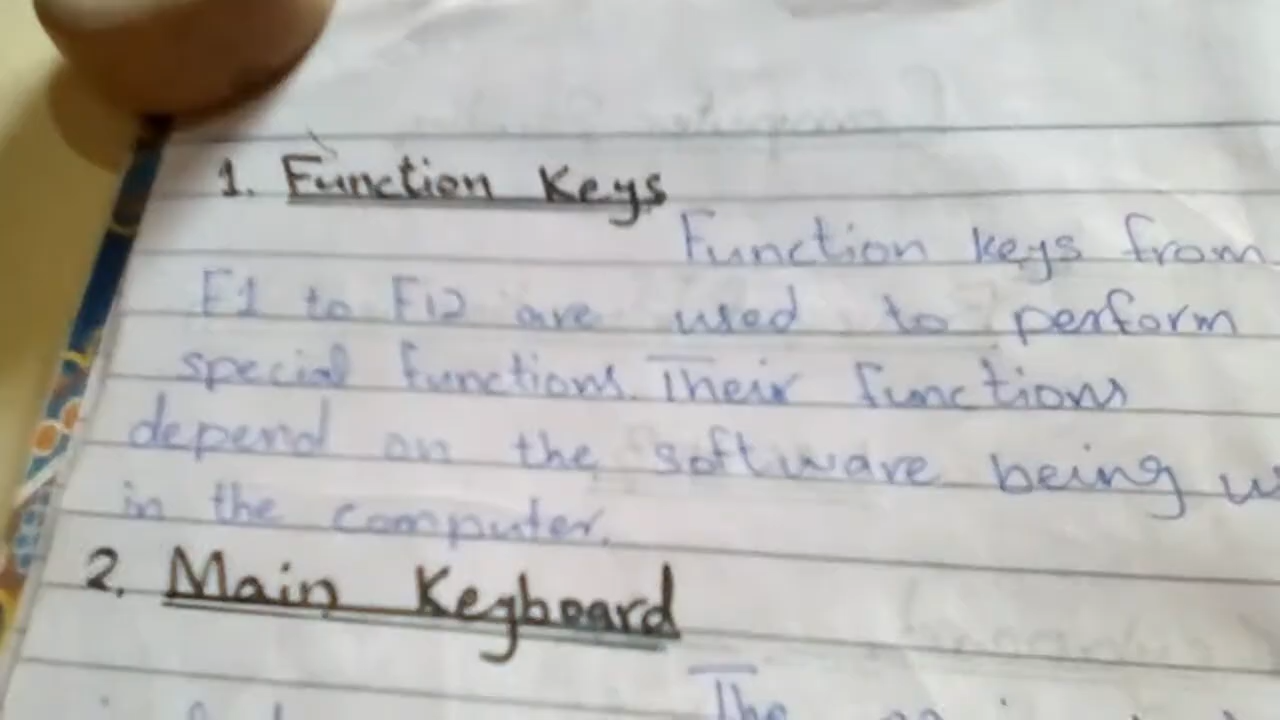 1. Function Keys
Function keys from
F1 to F12 are used to perform
special functions. Their functions
depend on the software being
in the computer.
2. Main Keyboard
The